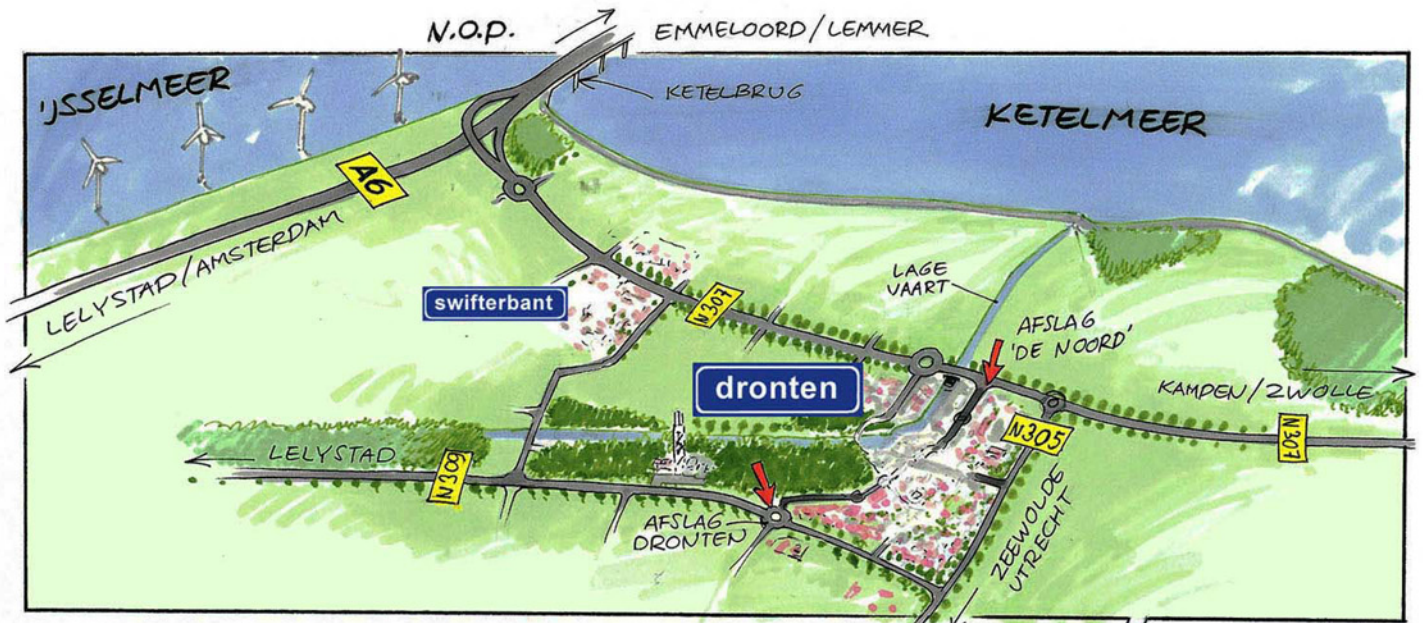 N.O.P.
EMMELOORD/LEMMER
'IJSSELMEER
KETELBRUG
KETELMEER
A6
LELYSTAD/AMSTERDAM
LAGE
VAART
swifterbant
N307
AFSLAG
'DE NOORD'
dronten
KAMPEN/ZWOLLE
N305
N307
LELYSTAD
N309
AFSLAG
DRONTEN
ZEEWOLDE
UTRECHT